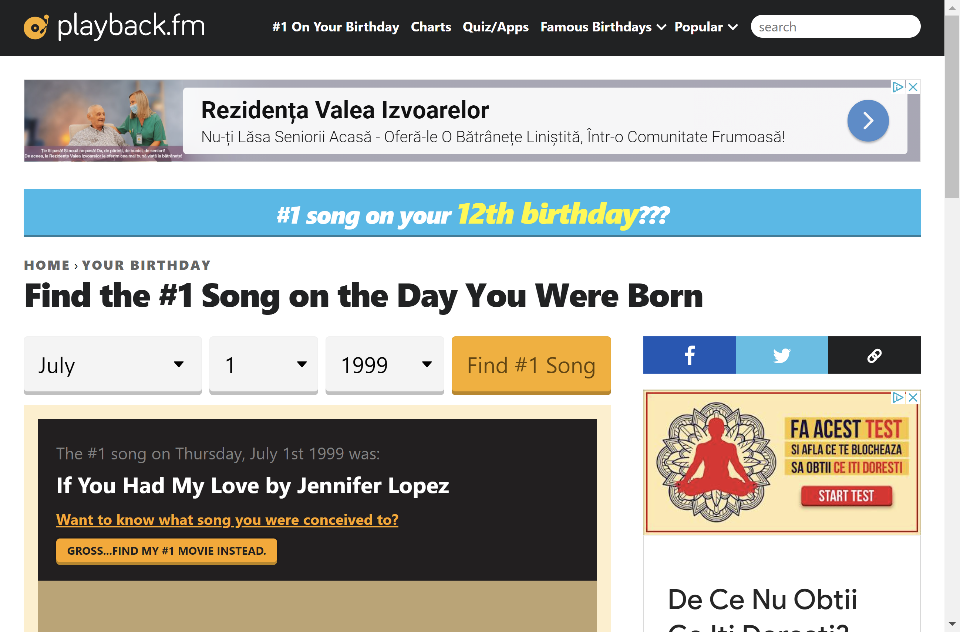 playback.fm
#1 On Your Birthday Charts Quiz/Apps Famous Birthdays Popular search
Rezidența Valea Izvoarelor
Nu-ți Lăsa Seniorii Acasă - Oferă-le O Bătrânețe Liniștită, Într-o Comunitate Frumoasă!
#1 song on your 12th birthday???
HOME › YOUR BIRTHDAY
Find the #1 Song on the Day You Were Born
July 1 1999 Find #1 Song
The #1 song on Thursday, July 1st 1999 was:
If You Had My Love by Jennifer Lopez
Want to know what song you were conceived to?
GROSS...FIND MY #1 MOVIE INSTEAD.
FA ACEST TEST
SI AFLA CE TE BLOCHEAZA
SA OBTII CE ITI DORESTI
START TEST
De Ce Nu Obtii
Ce Iti Doresti?